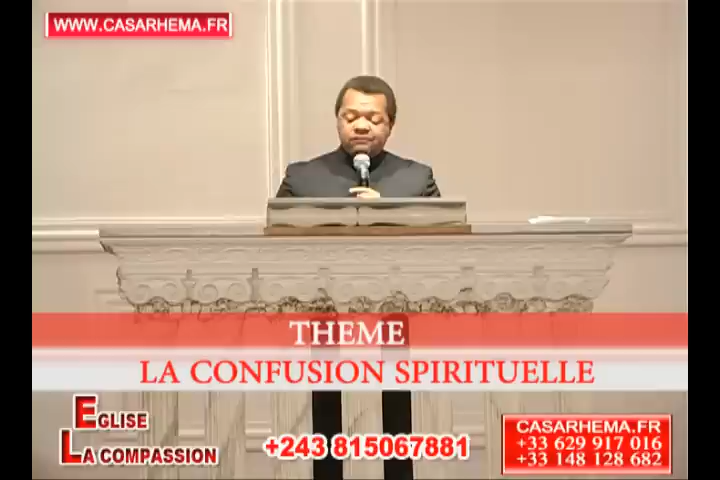 WWW.CASARHEMA.FR
THEME
LA CONFUSION SPIRITUELLE
EGLISE
LA COMPASSION
+243 815067881
CASARHEMA.FR
+33 629 917 016
+33 148 128 682